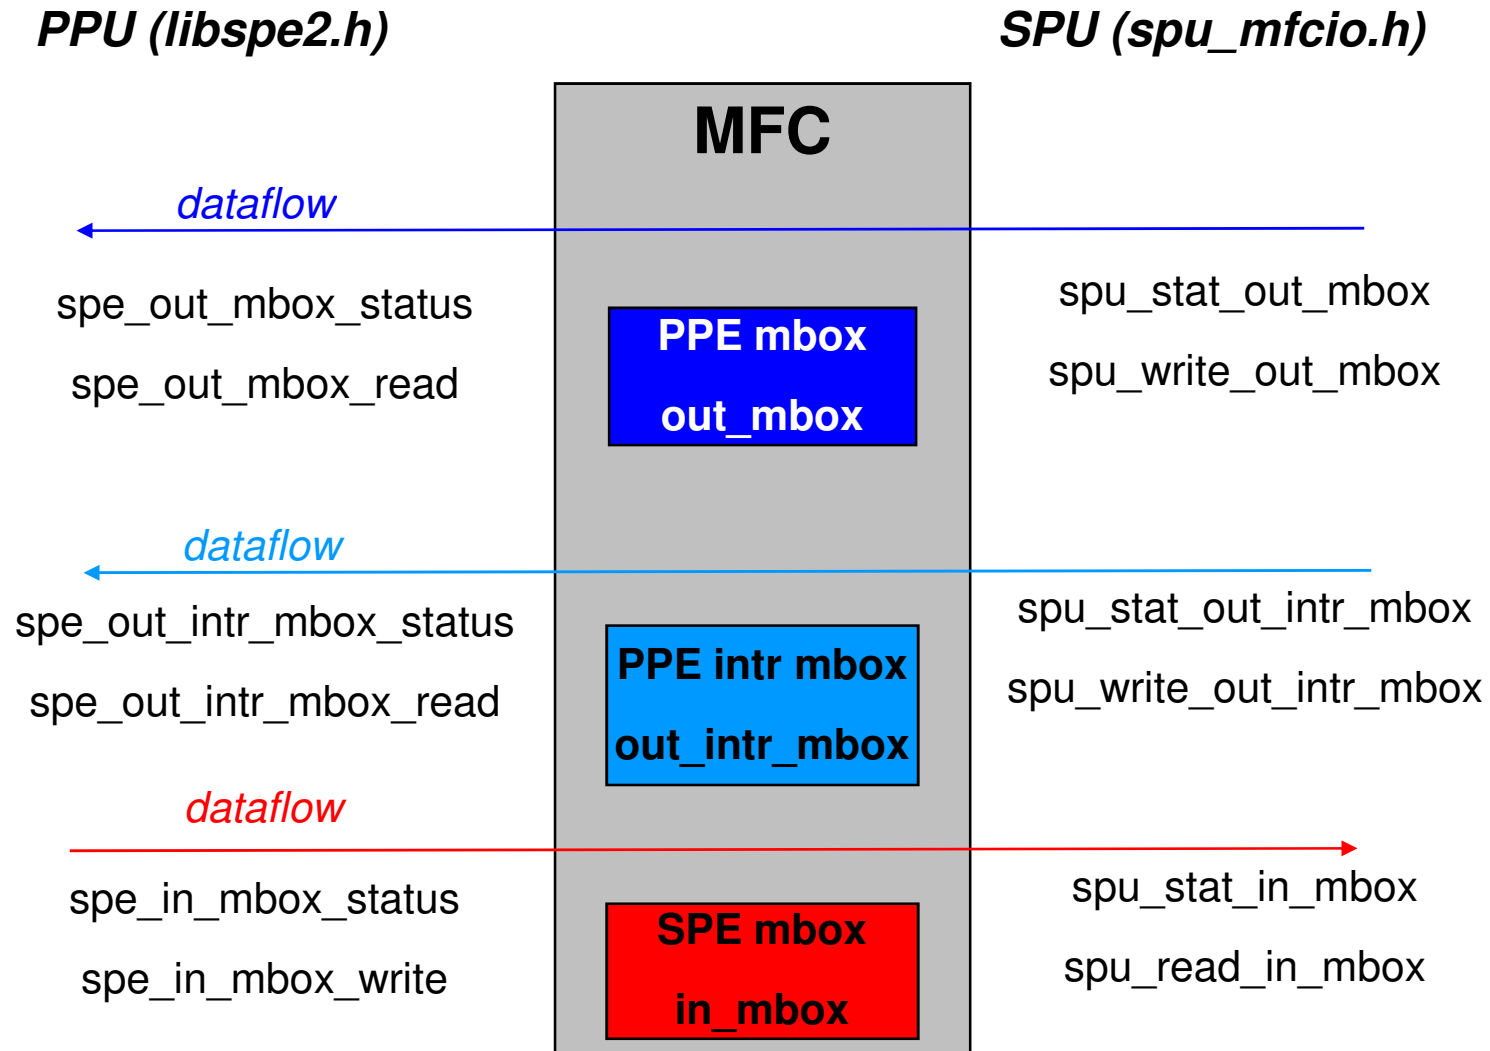 PPU (libspe2.h)
SPU (spu_mfcio.h)
MFC
dataflow
spe_out_mbox_status
spe_out_mbox_read
PPE mbox
out_mbox
spu_stat_out_mbox
spu_write_out_mbox
dataflow
spe_out_intr_mbox_status
spe_out_intr_mbox_read
PPE intr mbox
out_intr_mbox
spu_stat_out_intr_mbox
spu_write_out_intr_mbox
dataflow
spe_in_mbox_status
spe_in_mbox_write
SPE mbox
in_mbox
spu_stat_in_mbox
spu_read_in_mbox